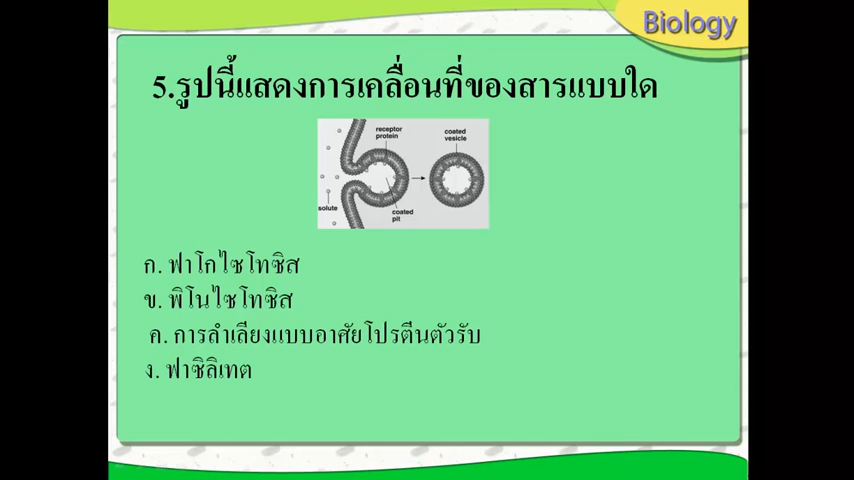 Biology
5.รูปนี้แสดงการเคลื่อนที่ของสารแบบใด
receptor
protein
coated
vesicle
solute
coated
pit
ก. ฟาโกไซโทซิส
ข. พิโนไซโทซิส
ค. การลำเลียงแบบอาศัยโปรตีนตัวรับ
ง. ฟาซิลิเทต